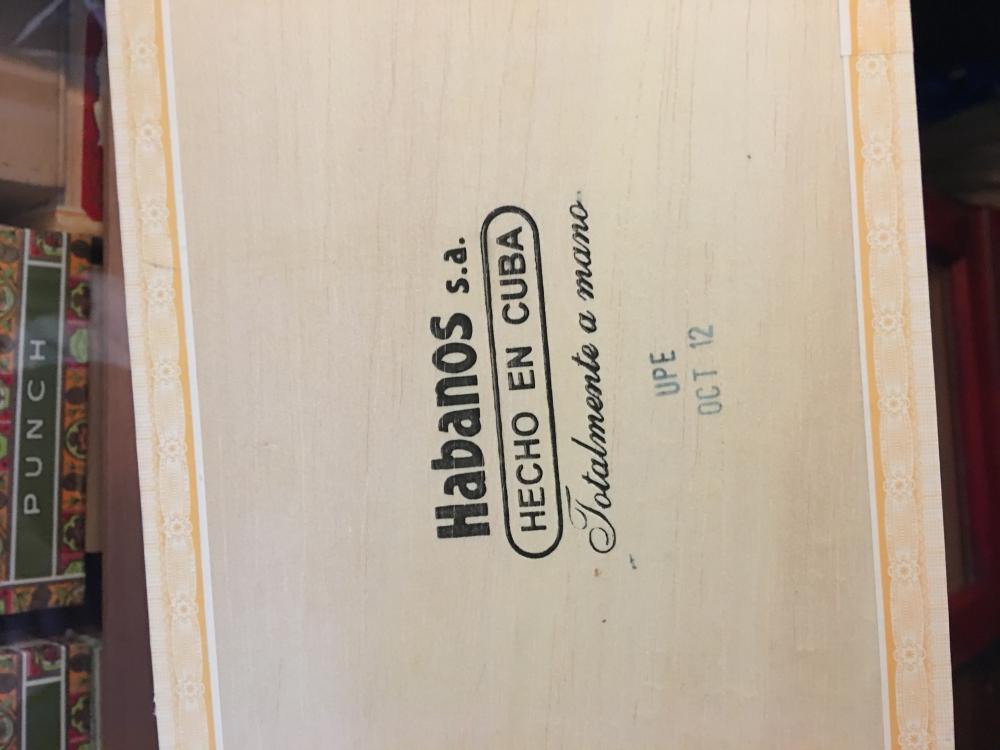 Habanos s.a.
HECHO EN CUBA
Totalmente a mano
UPE
OCT 12
PUNCH